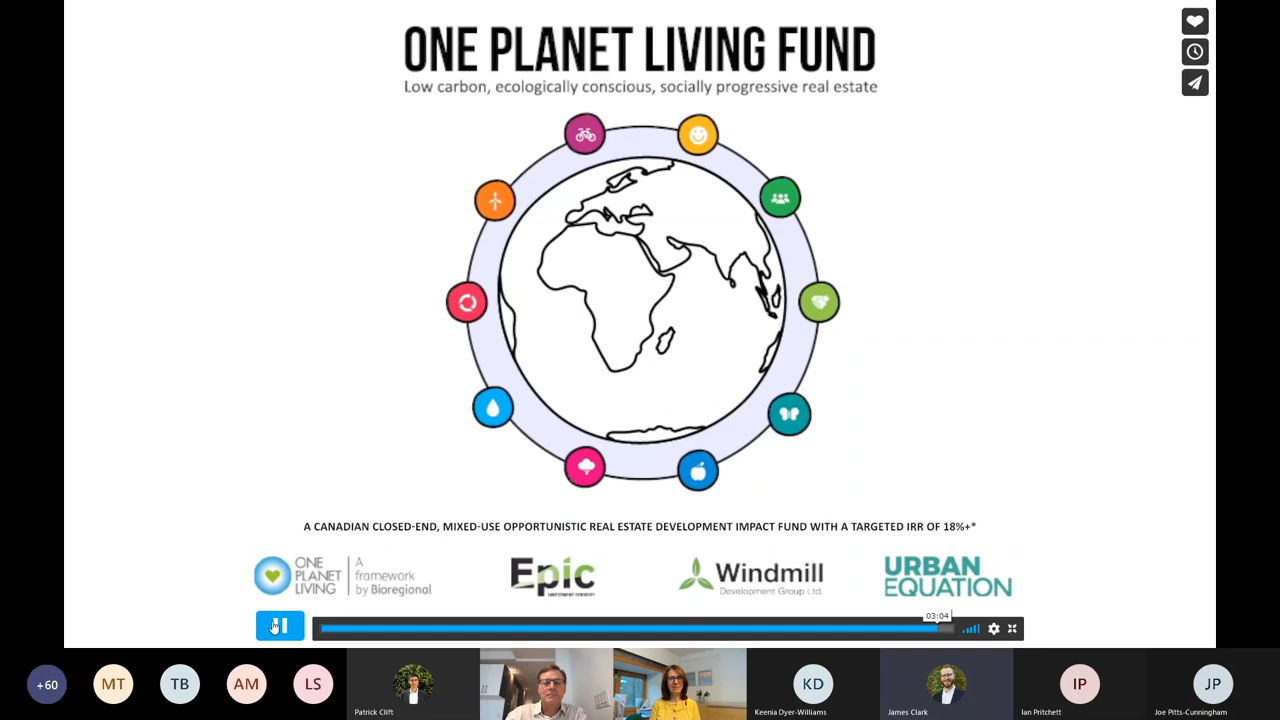 ONE PLANET LIVING FUND
Low carbon, ecologically conscious, socially progressive real estate
A CANADIAN CLOSED-END, MIXED-USE OPPORTUNISTIC REAL ESTATE DEVELOPMENT IMPACT FUND WITH A TARGETED IRR OF 18%+*
ONE
PLANET
LIVING
A
framework
by Bioregional
Epic
Windmill
Development Group Ltd.
URBAN
EQUATION
03:04
+60
MT
TB
AM
LS
Patrick Clift
KD
Keenia Dyer-Williams
James Clark
IP
Ian Pritchett
JP
Joe Pitts-Cunningham